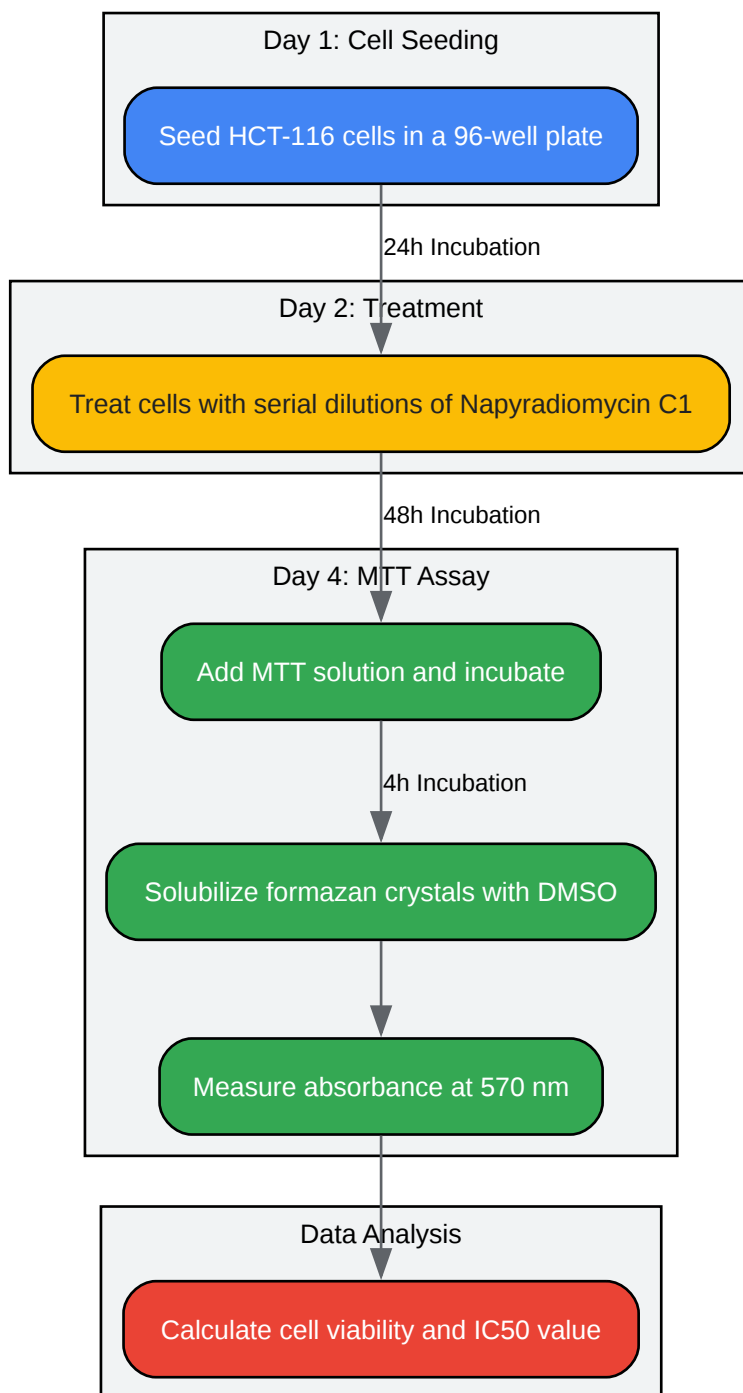 Day 1: Cell Seeding
Seed HCT-116 cells in a 96-well plate
24h Incubation
Day 2: Treatment
Treat cells with serial dilutions of Napyradiomycin C1
48h Incubation
Day 4: MTT Assay
Add MTT solution and incubate
4h Incubation
Solubilize formazan crystals with DMSO
Measure absorbance at 570 nm
Data Analysis
Calculate cell viability and IC50 value